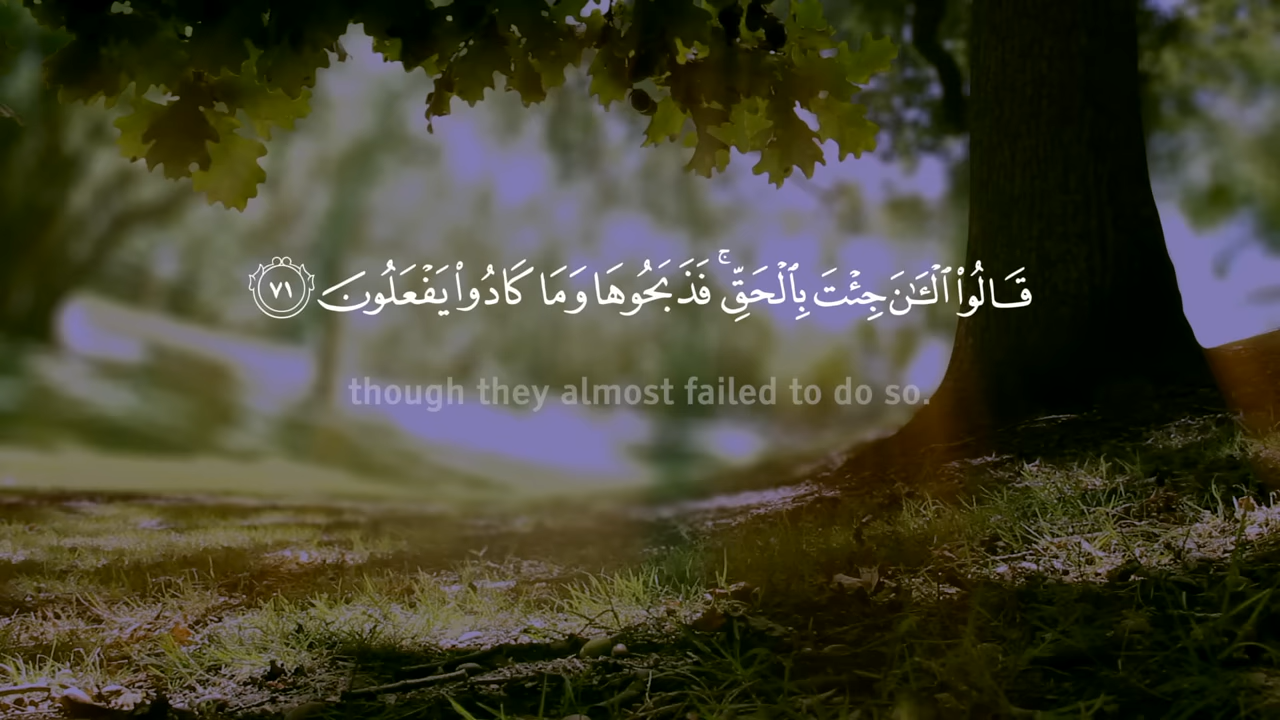 قَالُوا۟ ٱلْـَٔـٰنَ جِئْتَ بِٱلْحَقِّ ۚ فَذَبَحُوهَا وَمَا كَادُوا۟ يَفْعَلُونَ ٧١
though they almost failed to do so.